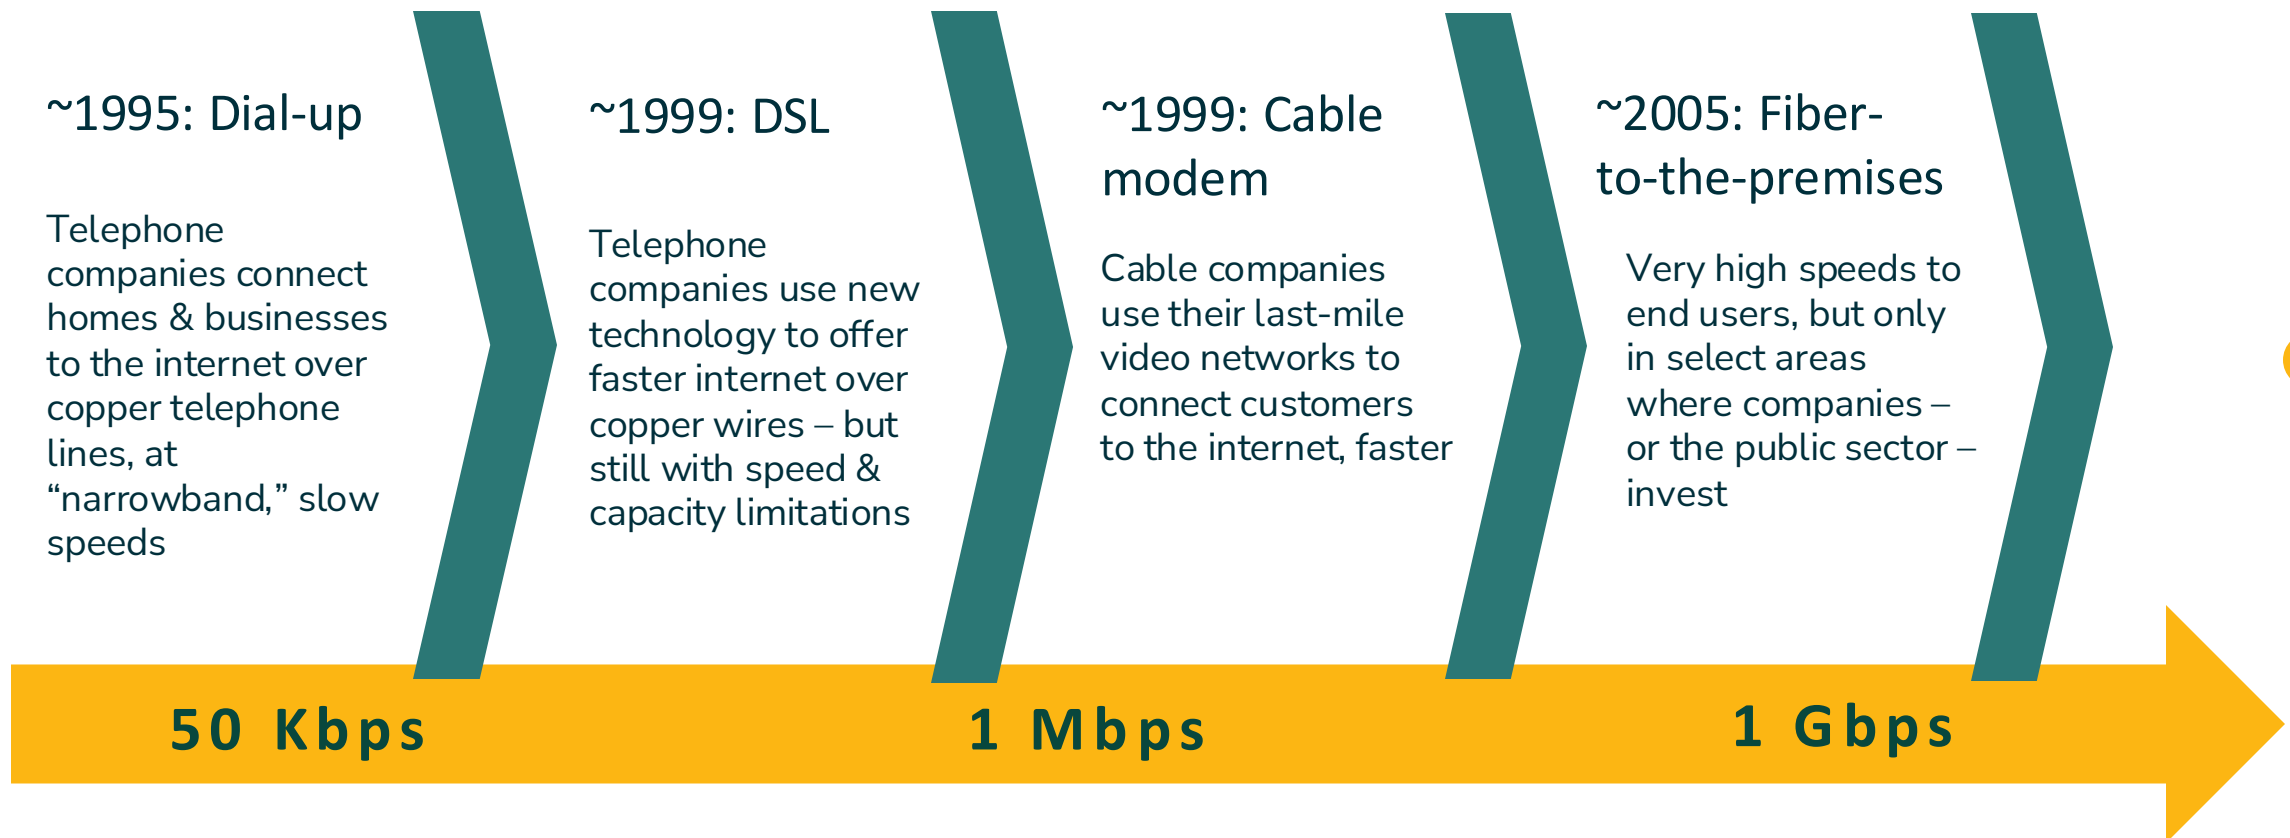 ~1995: Dial-up
Telephone
companies connect
homes & businesses
to the internet over
copper telephone
lines, at
“narrowband,” slow
speeds
~1999: DSL
Telephone
companies use new
technology to offer
faster internet over
copper wires – but
still with speed &
capacity limitations
~1999: Cable
modem
Cable companies
use their last-mile
video networks to
connect customers
to the internet, faster
~2005: Fiber-
to-the-premises
Very high speeds to
end users, but only
in select areas
where companies –
or the public sector –
invest
50 Kbps
1 Mbps
1 Gbps